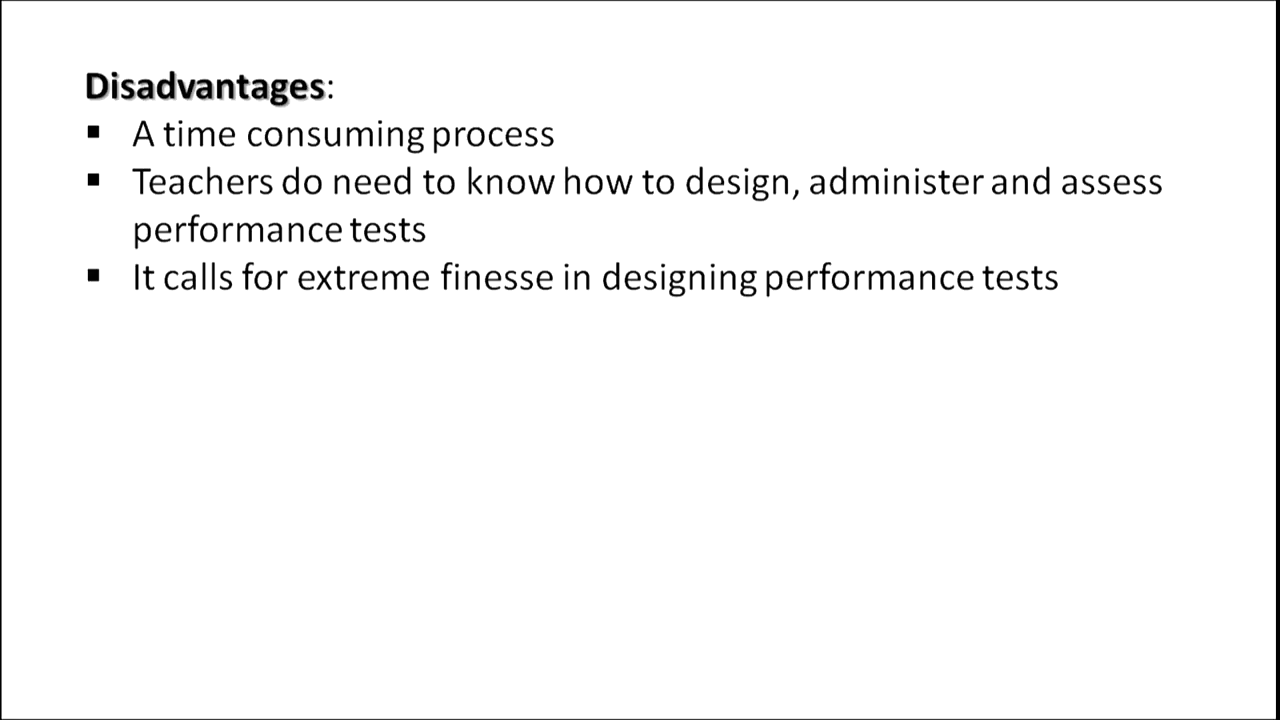 Disadvantages:
▪ A time consuming process
▪ Teachers do need to know how to design, administer and assess
performance tests
▪ It calls for extreme finesse in designing performance tests